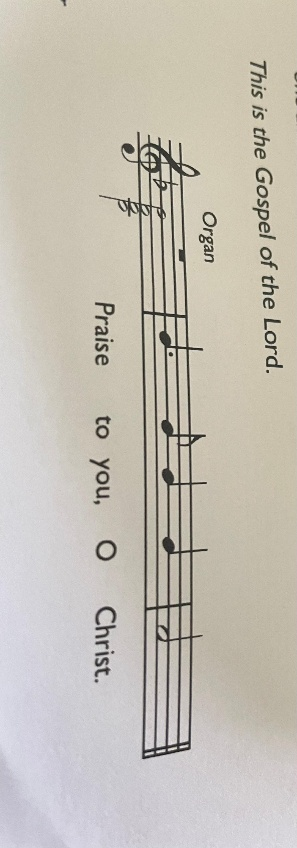 This is the Gospel of the Lord.
Organ
Praise to you, O Christ.